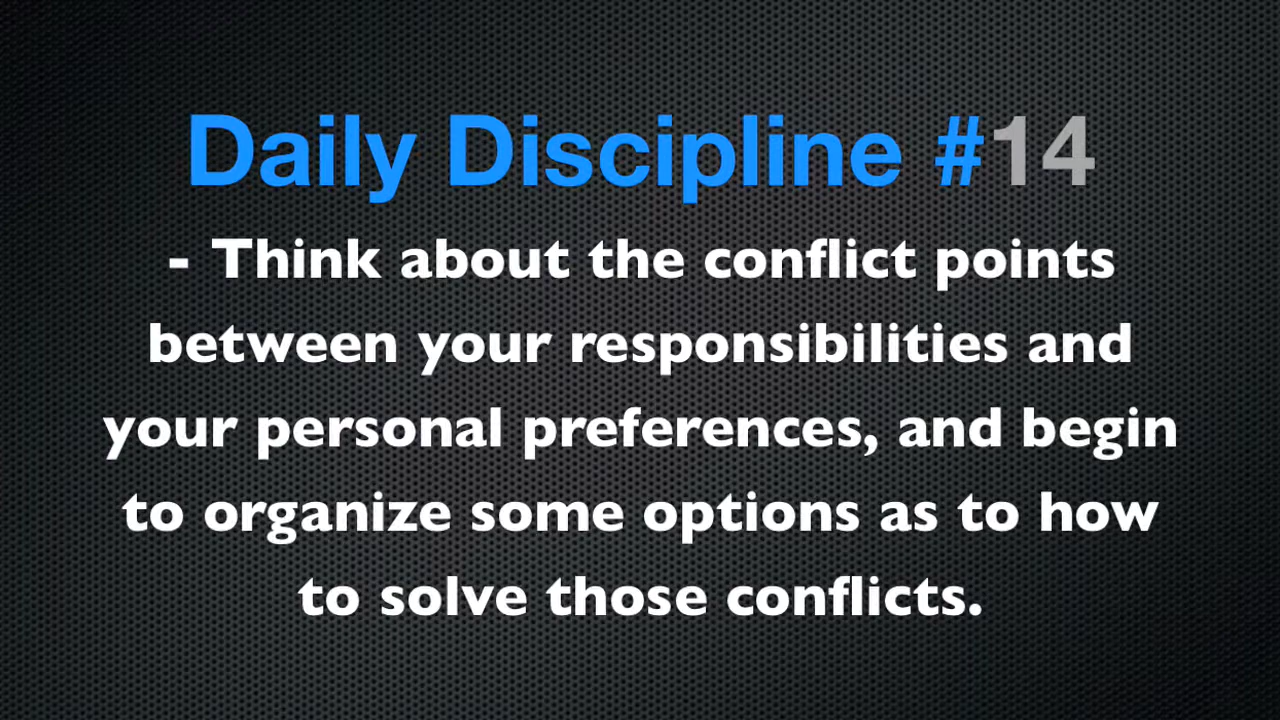 Daily Discipline #14
- Think about the conflict points
between your responsibilities and
your personal preferences, and begin
to organize some options as to how
to solve those conflicts.